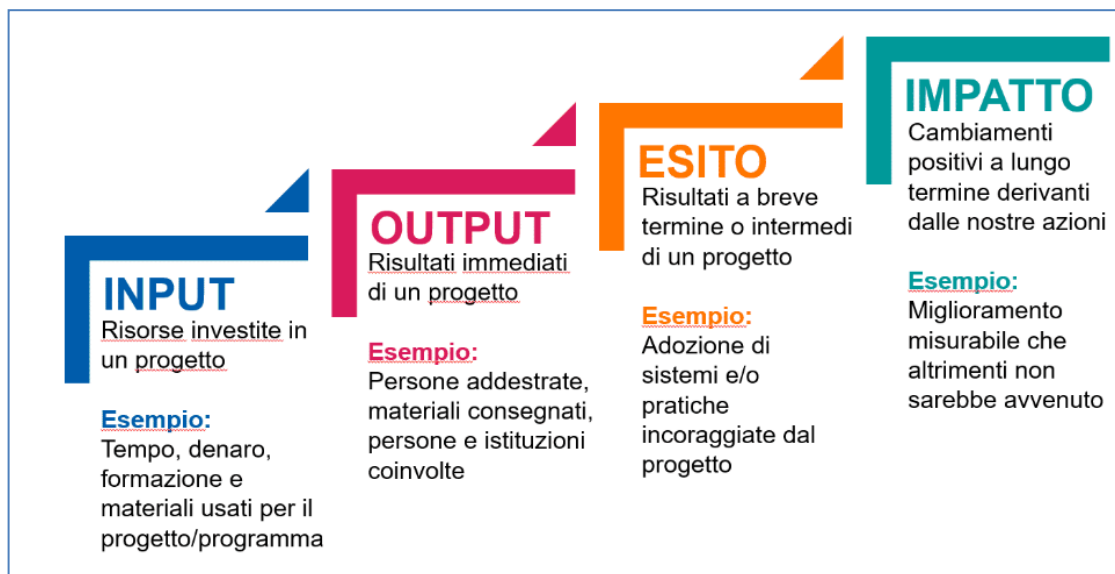 INPUT
Risorse investite in
un progetto
Esempio:
Tempo, denaro,
formazione e
materiali usati per il
progetto/programma
OUTPUT
Risultati immediati
di un progetto
Esempio:
Persone addestrate,
materiali consegnati,
persone e istituzioni
coinvolte
ESITO
Risultati a breve
termine o intermedi
di un progetto
Esempio:
Adozione di
sistemi e/o
pratiche
incoraggiate dal
progetto
IMPATTO
Cambiamenti
positivi a lungo
termine derivanti
dalle nostre azioni
Esempio:
Miglioramento
misurabile che
altrimenti non
sarebbe avvenuto